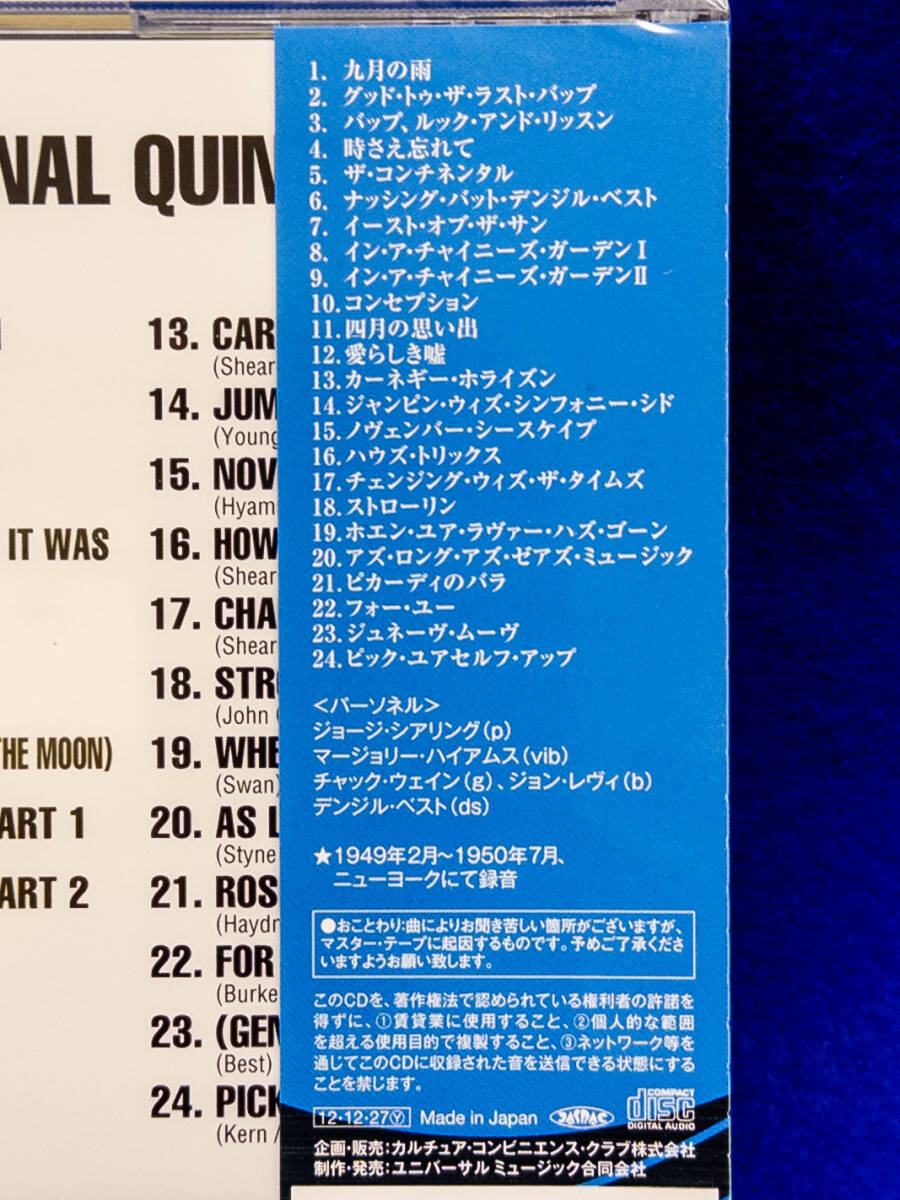 NAL QUIN
IT WAS
THE MOON)
ART 1
ART 2
13. CAR
(Shear
14. JUM
(Young
15. NOV
(Hyam
16. HOW
(Shear
17. CHA
(Shear
18. STR
(John
19. WHE
(Swan)
20. AS L
(Styne
21. ROS
(Haydn
22. FOR
(Burke
23. (GEN
(Best)
24. PICK
(Kern /
1. 九月の雨
2. グッド・トゥ・ザ・ラスト・バップ
3. バップ、ルック・アンド・リッスン
4. 時さえ忘れて
5. ザ・コンチネンタル
6. ナッシング・バット・デンジル・ベスト
7. イースト・オブ・ザ・サン
8. イン・ア・チャイニーズ・ガーデンⅠ
9. イン・ア・チャイニーズ・ガーデンⅡ
10. コンセプション
11. 四月の思い出
12. 愛らしき嘘
13. カーネギー・ホライズン
14. ジャンピン・ウィズ・シンフォニー・シド
15. ノヴェンバー・シースケイプ
16. ハウズ・トリックス
17. チェンジング・ウィズ・ザ・タイムズ
18. ストローリン
19. ホエン・ユア・ラヴァー・ハズ・ゴーン
20. アズ・ロング・アズ・ゼアズ・ミュージック
21. ピカーディのバラ
22. フォー・ユー
23. ジュネーヴ・ムーヴ
24. ピック・ユアセルフ・アップ
<パーソネル>
ジョージ・シアリング(p)
マージョリー・ハイアムス(vib)
チャック・ウェイン(g)、ジョン・レヴィ(b)
デンジル・ベスト(ds)
★1949年2月～1950年7月、
ニューヨークにて録音
●おことわり:曲によりお聞き苦しい箇所がございますが、
マスター・テープに起因するものです。予めご了承くださ
いますようお願い致します。
このCDを、著作権法で認められている権利者の許諾を
得ずに、①賃貸業に使用すること、②個人的な範囲
を超える使用目的で複製すること、③ネットワーク等を
通じてこのCDに収録された音を送信できる状態にする
ことを禁じます。
12・12・27Ⓨ Made in Japan JASRAC COMPACT disc DIGITAL AUDIO
企画・販売:カルチュア・コンビニエンス・クラブ株式会社
制作・発売:ユニバーサル ミュージック合同会社